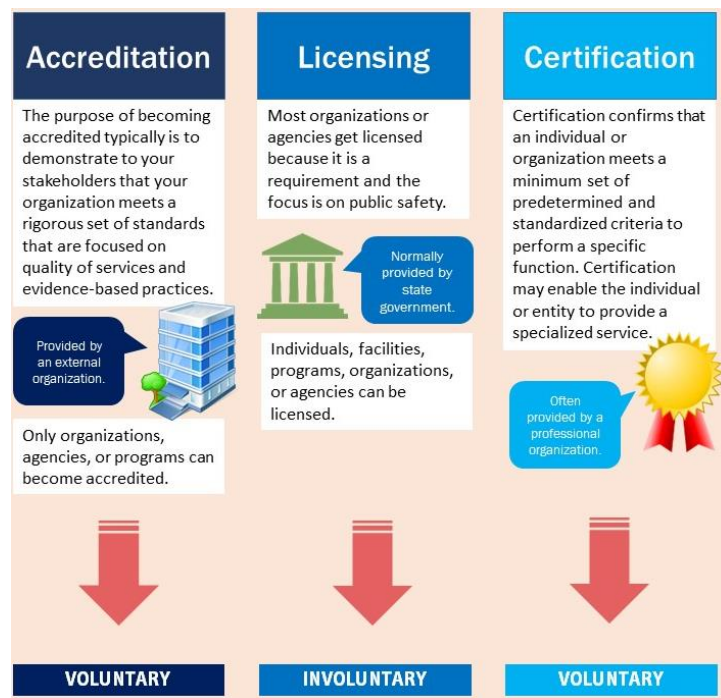 Accreditation
The purpose of becoming
accredited typically is to
demonstrate to your
stakeholders that your
organization meets a
rigorous set of standards
that are focused on
quality of services and
evidence-based practices.
Provided by
an external
organization.
Only organizations,
agencies, or programs can
become accredited.
VOLUNTARY
Licensing
Most organizations or
agencies get licensed
because it is a
requirement and the
focus is on public safety.
Normally
provided by
state
government.
Individuals, facilities,
programs, organizations,
or agencies can be
licensed.
INVOLUNTARY
Certification
Certification confirms that
an individual or
organization meets a
minimum set of
predetermined and
standardized criteria to
perform a specific
function. Certification
may enable the individual
or entity to provide a
specialized service.
Often
provided by a
professional
organization.
VOLUNTARY